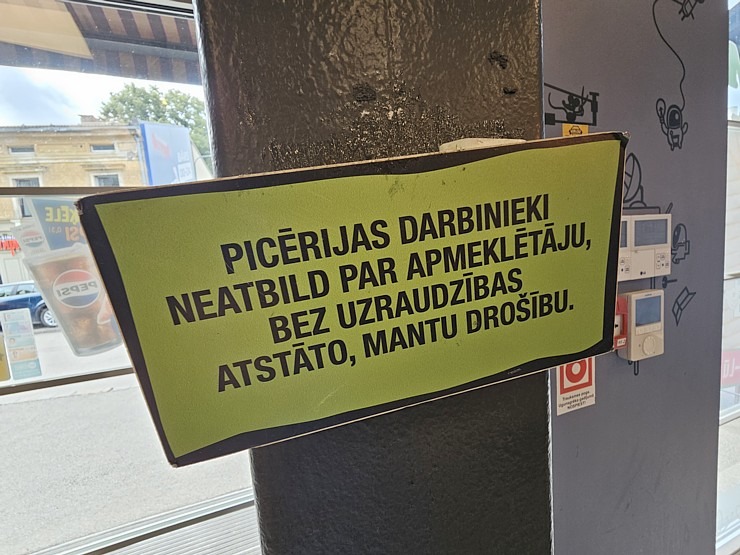 PICĒRIJAS DARBINIEKI
NEATBILD PAR APMEKLĒTĀJU,
BEZ UZRAUDZĪBAS
ATSTĀTO, MANTU DROŠĪBU.
PEPSI